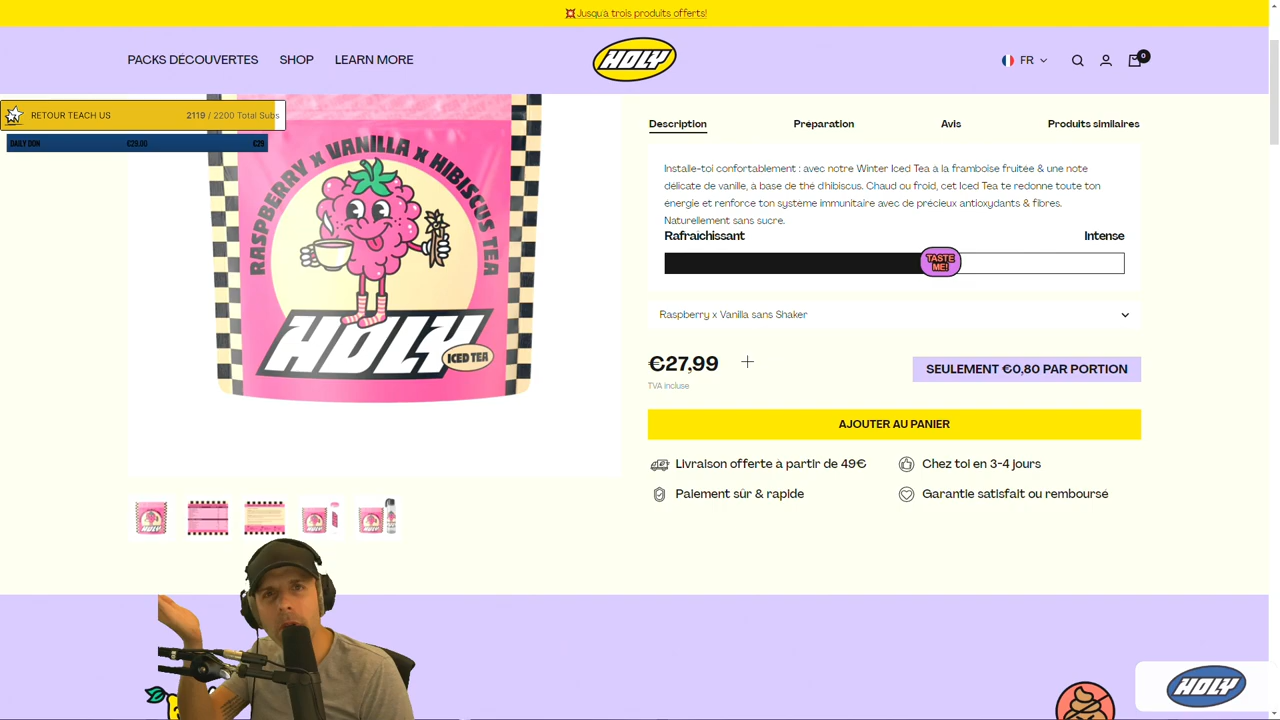 Jusqu'à trois produits offerts!
PACKS DÉCOUVERTES SHOP LEARN MORE
HOLY
FR
0
RETOUR TEACH US 2119 / 2200 Total Subs
DAILY DON €29,00 €29
RASPBERRY x VANILLA x HIBISCUS TEA
HOLY
ICED TEA
Description Préparation Avis Produits similaires
Installe-toi confortablement : avec notre Winter Iced Tea à la framboise fruitée & une note
délicate de vanille, à base de thé d'hibiscus. Chaud ou froid, cet Iced Tea te redonne toute ton
énergie et renforce ton système immunitaire avec de précieux antioxydants & fibres.
Naturellement sans sucre.
Rafraîchissant Intense
TASTE
ME!
Raspberry x Vanilla sans Shaker
€27,99
TVA incluse
SEULEMENT €0,80 PAR PORTION
AJOUTER AU PANIER
Livraison offerte à partir de 49€ Chez toi en 3-4 jours
Paiement sûr & rapide Garantie satisfait ou remboursé
HOLY